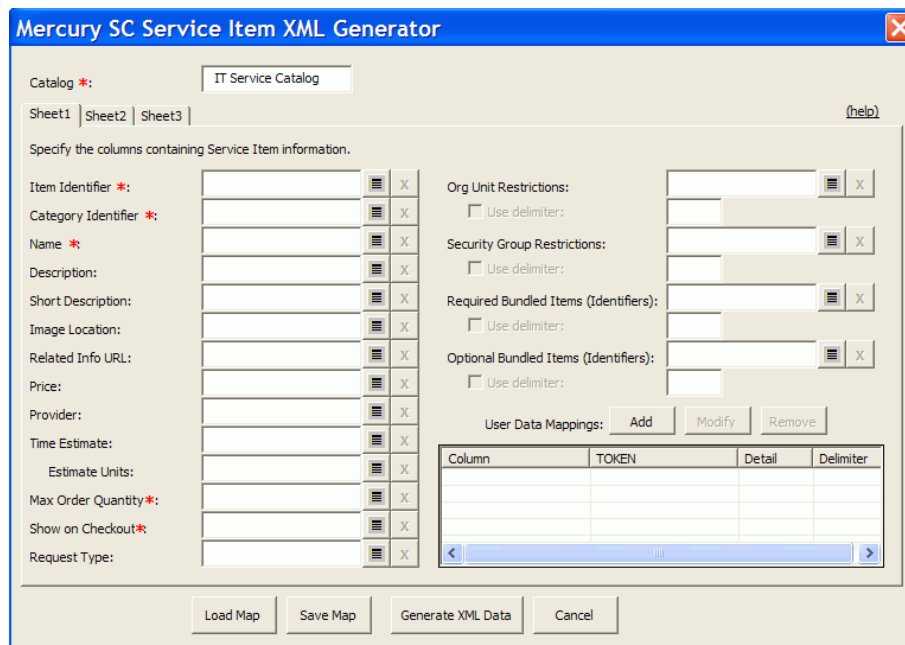 Mercury SC Service Item XML Generator
Catalog *: IT Service Catalog
Sheet1 Sheet2 Sheet3 (help)
Specify the columns containing Service Item information.
Item Identifier *: X
Category Identifier *: X
Name *: X
Description: X
Short Description: X
Image Location: X
Related Info URL: X
Price: X
Provider: X
Time Estimate: X
Estimate Units: X
Max Order Quantity*: X
Show on Checkout*: X
Request Type: X
Org Unit Restrictions: X
Use delimiter:
Security Group Restrictions: X
Use delimiter:
Required Bundled Items (Identifiers): X
Use delimiter:
Optional Bundled Items (Identifiers): X
Use delimiter:
User Data Mappings: Add Modify Remove
Column TOKEN Detail Delimiter
Load Map Save Map Generate XML Data Cancel